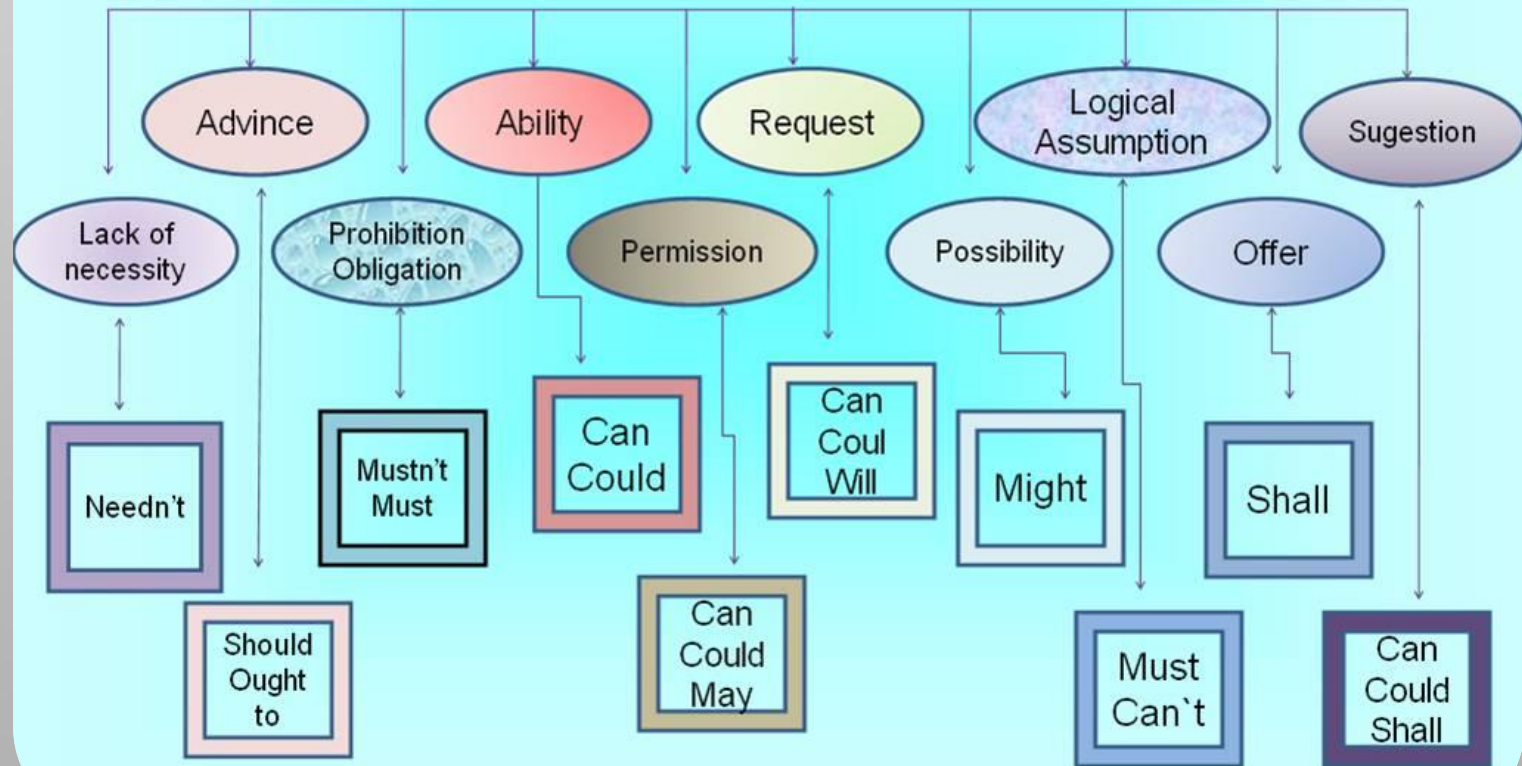 Advince
Ability
Request
Logical
Assumption
Sugestion
Lack of
necessity
Prohibition
Obligation
Permission
Possibility
Offer
Needn't
Mustn't
Must
Can
Could
Can
Coul
Will
Might
Shall
Should
Ought
to
Can
Could
May
Must
Can`t
Can
Could
Shall